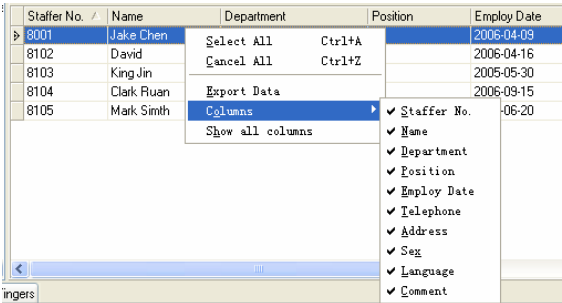 Staffer No. Name Department Position Employ Date
8001 Jake Chen 2006-04-09
8102 David 2006-04-16
8103 King Jin 2005-05-30
8104 Clark Ruan 2006-09-15
8105 Mark Simth -06-20
Select All Ctrl+A
Cancel All Ctrl+Z
Export Data
Columns
Show all columns
Staffer No.
Name
Department
Position
Employ Date
Telephone
Address
Sex
Language
Comment
ingers